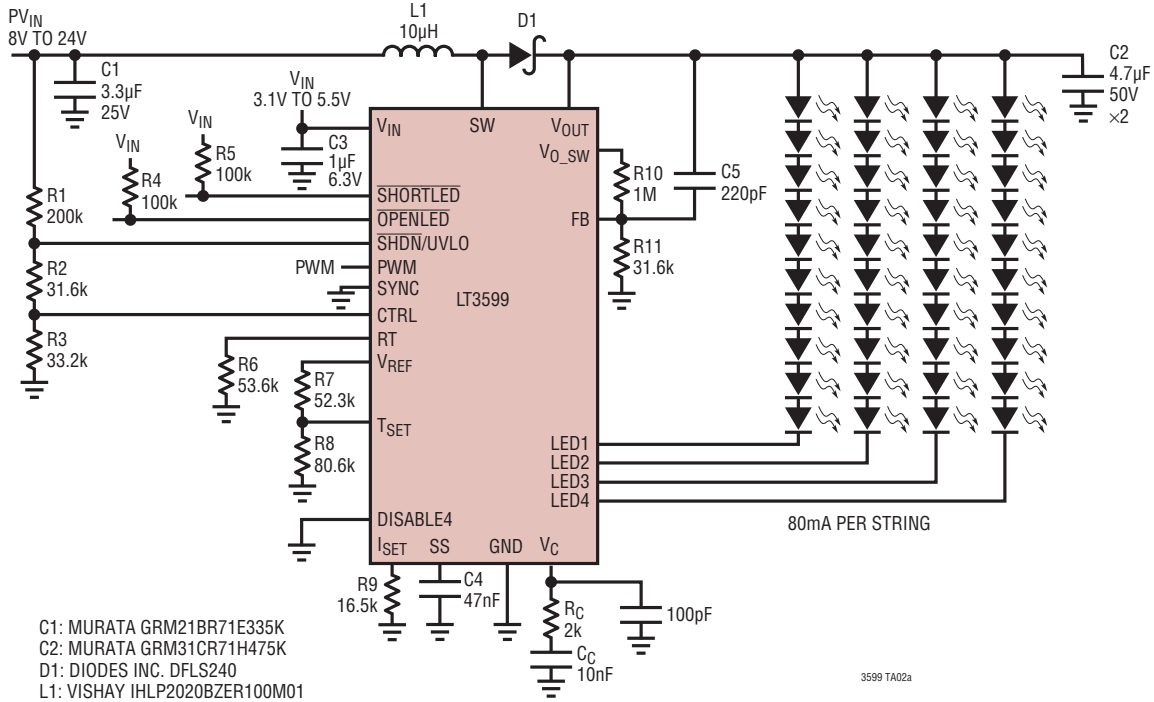 PVIN
8V TO 24V
L1
10µH
D1
C1
3.3µF
25V
VIN
3.1V TO 5.5V
C2
4.7µF
50V
×2
VIN
SW
VOUT
VO_SW
C3
1µF
6.3V
VIN
R5
100k
VIN
R4
100k
R10
1M
C5
220pF
R1
200k
SHORTLED
OPENLED
SHDN/UVLO
FB
R11
31.6k
PWM
PWM
SYNC
LT3599
R2
31.6k
CTRL
RT
VREF
R3
33.2k
R6
53.6k
R7
52.3k
TSET
R8
80.6k
LED1
LED2
LED3
LED4
80mA PER STRING
DISABLE4
ISET
SS
GND
VC
R9
16.5k
C4
47nF
RC
2k
100pF
CC
10nF
C1: MURATA GRM21BR71E335K
C2: MURATA GRM31CR71H475K
D1: DIODES INC. DFLS240
L1: VISHAY IHLP2020BZER100M01
3599 TA02a